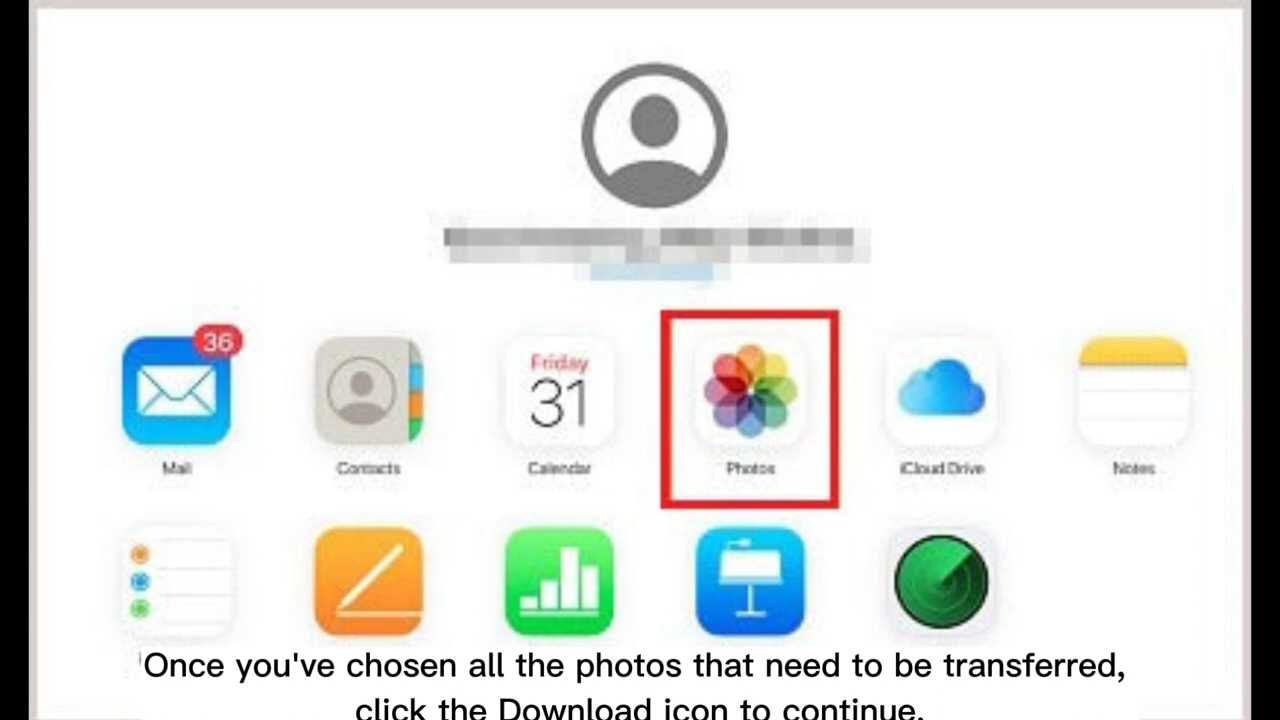 36
Friday
31
Mail
Contacts
Calendar
Photos
iCloud Drive
Notes
Once you've chosen all the photos that need to be transferred,
click the Download icon to continue.